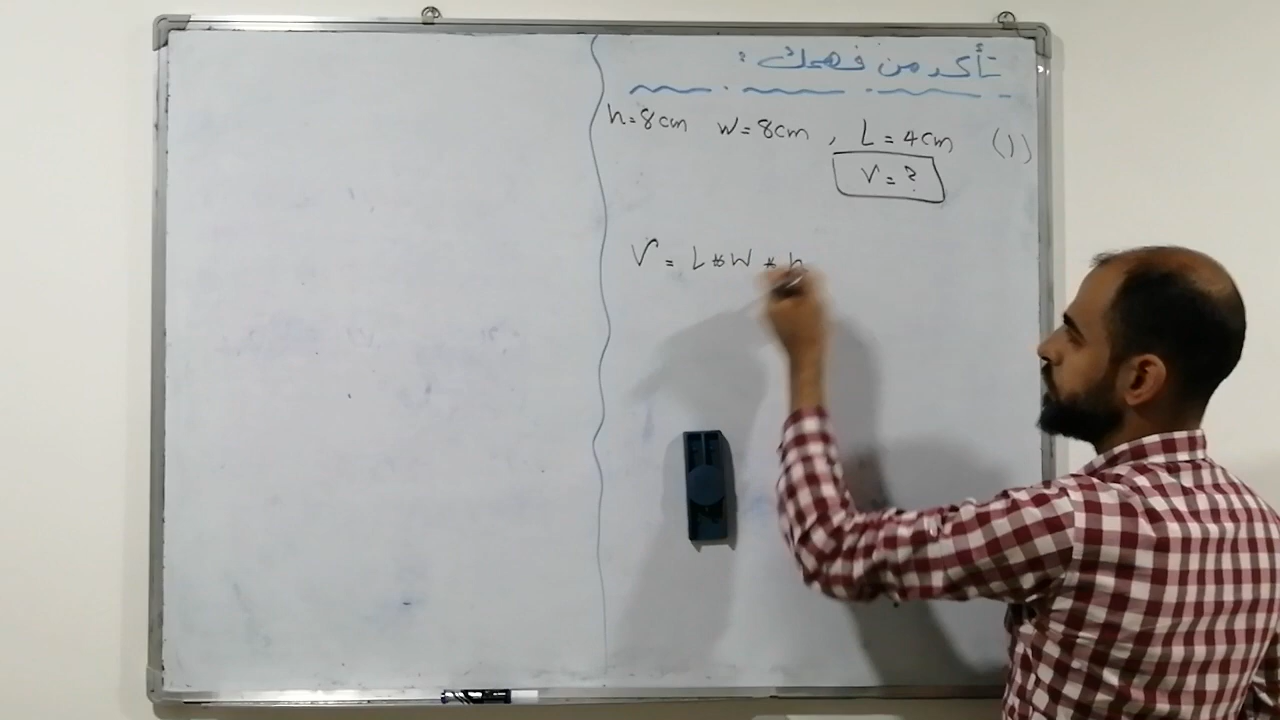 تأكد من فهمك :
(1) L = 4cm , W = 8cm h = 8cm
V = ?
V = L * W * h